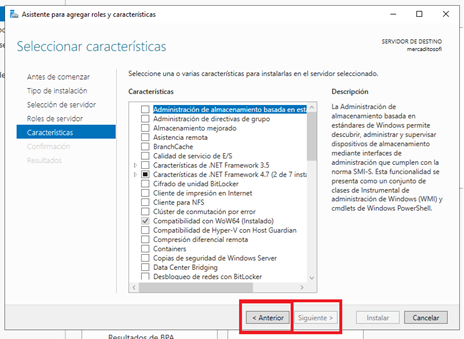 Asistente para agregar roles y características
Seleccionar características
SERVIDOR DE DESTINO
mercaditosofi
Antes de comenzar
Tipo de instalación
Selección de servidor
Roles de servidor
Características
Confirmación
Resultados
Seleccione una o varias características para instalarlas en el servidor seleccionado.
Características
Administración de almacenamiento basada en está
Administración de directivas de grupo
Almacenamiento mejorado
Asistencia remota
BranchCache
Calidad de servicio de E/S
Características de .NET Framework 3.5
Características de .NET Framework 4.7 (2 de 7 inst
Cifrado de unidad BitLocker
Cliente de impresión en Internet
Cliente para NFS
Clúster de conmutación por error
Compatibilidad con WoW64 (Instalado)
Compatibilidad de Hyper-V con Host Guardian
Compresión diferencial remota
Containers
Copias de seguridad de Windows Server
Data Center Bridging
Desbloqueo de redes con BitLocker
Descripción
La Administración de
almacenamiento basada en
estándares de Windows permite
descubrir, administrar y supervisar
dispositivos de almacenamiento
mediante interfaces de
administración que cumplen con la
norma SMI-S. Esta funcionalidad se
presenta como un conjunto de
clases de Instrumental de
administración de Windows (WMI) y
cmdlets de Windows PowerShell.
< Anterior
Siguiente >
Instalar
Cancelar
Resultados de BPA